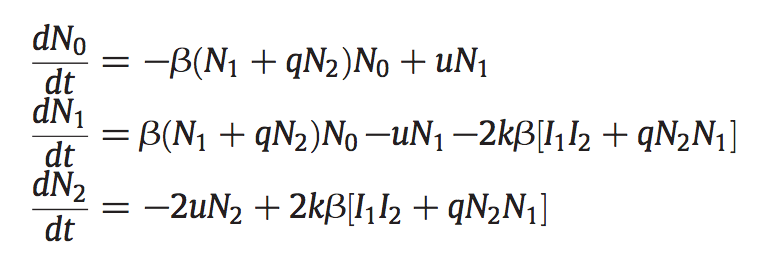 dN₀/dt = −β(N₁ + qN₂)N₀ + uN₁
dN₁/dt = β(N₁ + qN₂)N₀ −uN₁ −2kβ[I₁I₂ + qN₂N₁]
dN₂/dt = −2uN₂ + 2kβ[I₁I₂ + qN₂N₁]